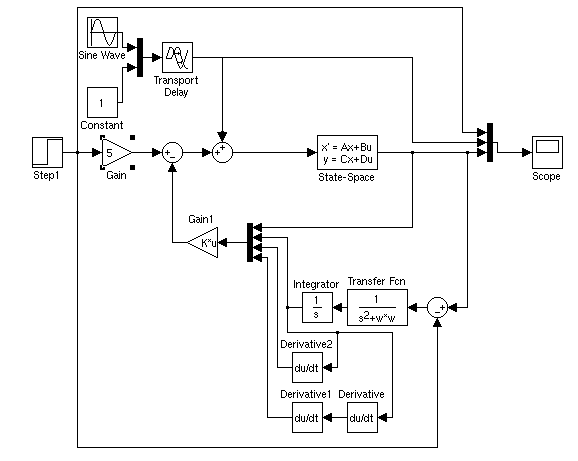 Sine Wave
Transport
Delay
1
Constant
Step1
5
Gain
+
-
+
+
x' = Ax+Bu
y = Cx+Du
State-Space
Scope
Gain1
K*u
Integrator
1
s
Transfer Fcn
1
s2+w*w
-
+
Derivative2
du/dt
Derivative1
du/dt
Derivative
du/dt